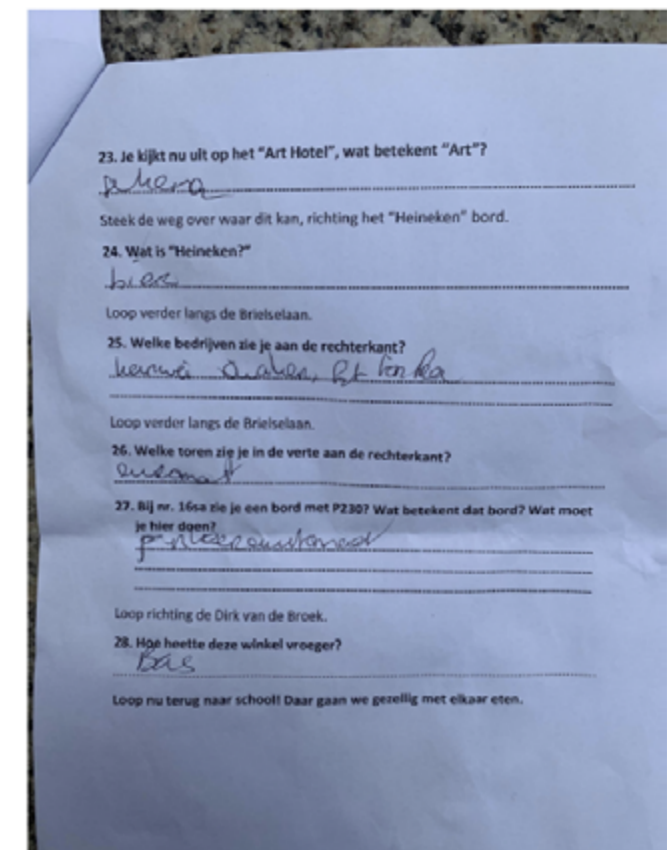 23. Je kijkt nu uit op het "Art Hotel", wat betekent "Art"?
Steek de weg over waar dit kan, richting het "Heineken" bord.
24. Wat is "Heineken?"
bier
Loop verder langs de Brielselaan.
25. Welke bedrijven zie je aan de rechterkant?
Loop verder langs de Brielselaan.
26. Welke toren zie je in de verte aan de rechterkant?
27. Bij nr. 16sa zie je een bord met P230? Wat betekent dat bord? Wat moet
je hier doen?
Loop richting de Dirk van de Broek.
28. Hoe heette deze winkel vroeger?
Bas
Loop nu terug naar school! Daar gaan we gezellig met elkaar eten.